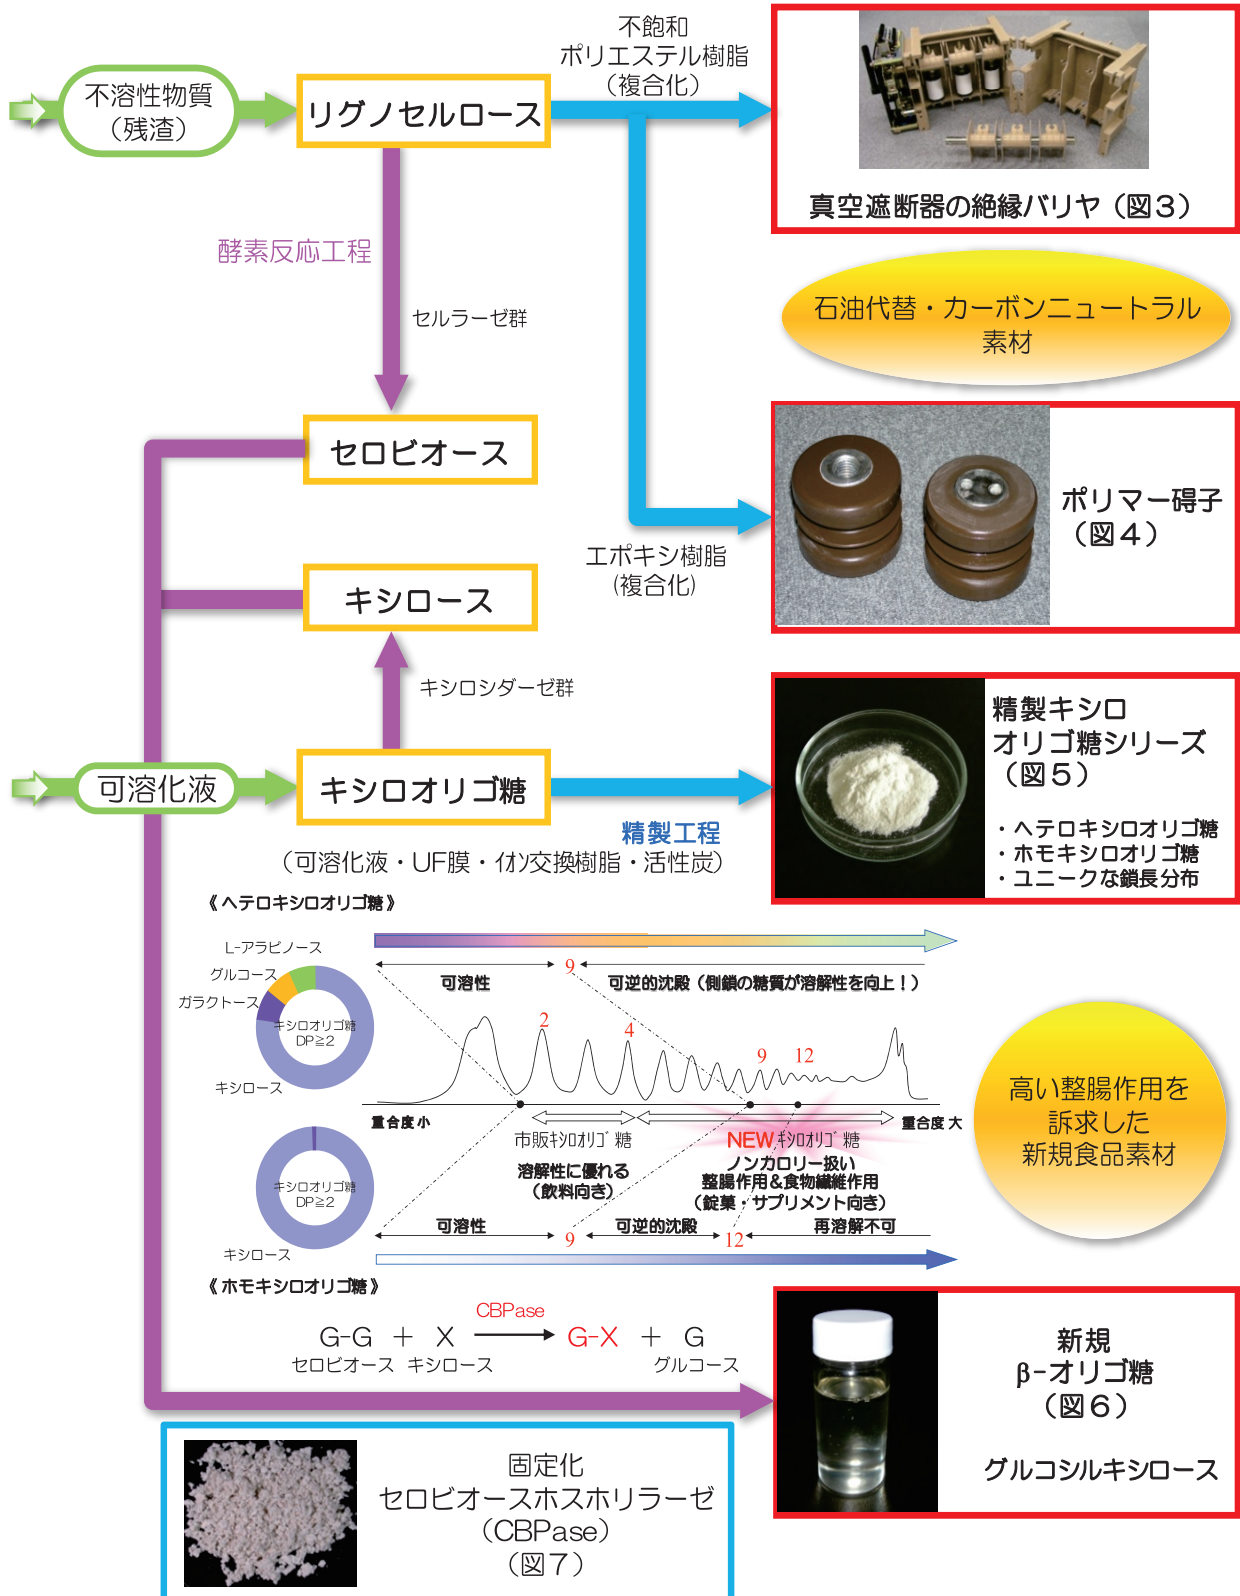 不飽和
ポリエステル樹脂
（複合化）
不溶性物質
（残渣）
リグノセルロース
真空遮断器の絶縁バリヤ（図３）
酵素反応工程
セルラーゼ群
石油代替・カーボンニュートラル
素材
セロビオース
ポリマー碍子
（図４）
エポキシ樹脂
(複合化)
キシロース
キシロシダーゼ群
精製キシロ
オリゴ糖シリーズ
（図５）
・ヘテロキシロオリゴ糖
・ホモキシロオリゴ糖
・ユニークな鎖長分布
可溶化液
キシロオリゴ糖
精製工程
（可溶化液・UF膜・ｲｵﾝ交換樹脂・活性炭）
《 ヘテロキシロオリゴ糖 》
L-アラビノース
グルコース
ガラクトース
キシロオリゴ糖
DP≧2
キシロース
可溶性
9
可逆的沈殿（側鎖の糖質が溶解性を向上！）
2
4
9
12
重合度 小
重合度 大
市販ｷｼﾛｵﾘｺﾞ糖
NEW ｷｼﾛｵﾘｺﾞ糖
溶解性に優れる
（飲料向き）
ノンカロリー扱い
整腸作用＆食物繊維作用
（錠菓・サプリメント向き）
高い整腸作用を
訴求した
新規食品素材
キシロオリゴ糖
DP≧2
キシロース
可溶性
9
可逆的沈殿
12
再溶解不可
《 ホモキシロオリゴ糖 》
CBPase
G-G + X G-X + G
セロビオース キシロース グルコース
新規
β-オリゴ糖
（図６）
グルコシルキシロース
固定化
セロビオースホスホリラーゼ
（CBPase）
（図７）